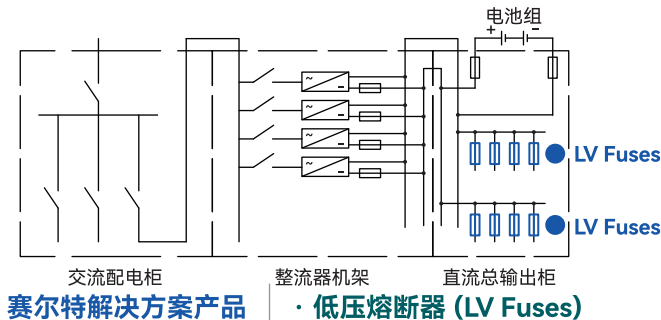 电池组
+ −
LV Fuses
LV Fuses
交流配电柜 整流器机架 直流总输出柜
赛尔特解决方案产品 · 低压熔断器 (LV Fuses)